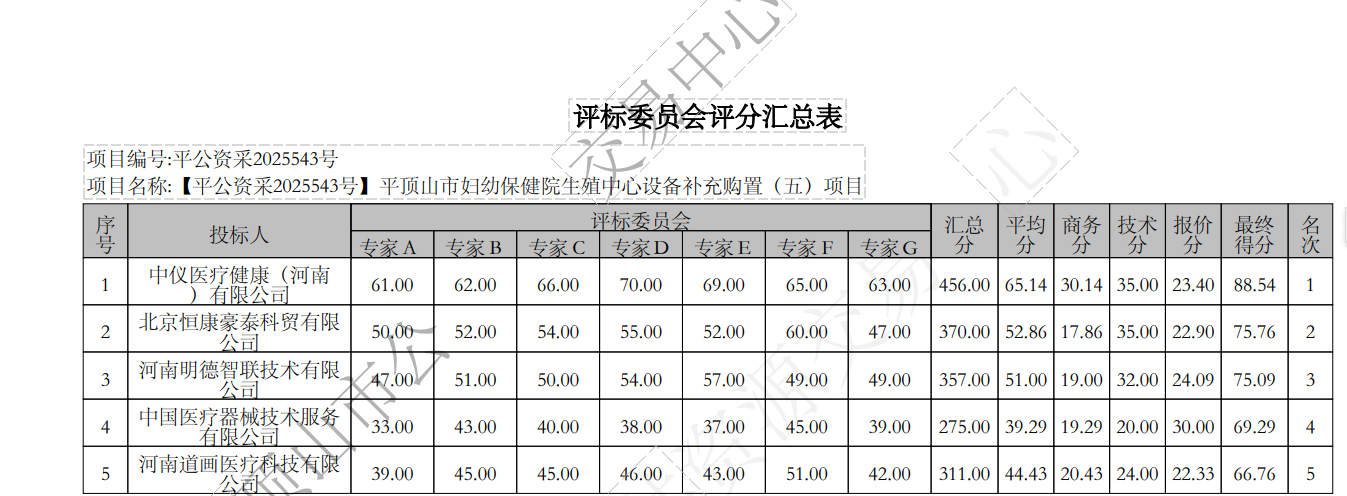 评标委员会评分汇总表
项目编号:平公资采2025543号
项目名称:【平公资采2025543号】平顶山市妇幼保健院生殖中心设备补充购置（五）项目
序号 投标人 评标委员会 汇总分 平均分 商务分 技术分 报价分 最终得分 名次
专家A 专家B 专家C 专家D 专家E 专家F 专家G
1 中仪医疗健康（河南）有限公司 61.00 62.00 66.00 70.00 69.00 65.00 63.00 456.00 65.14 30.14 35.00 23.40 88.54 1
2 北京恒康豪泰科贸有限公司 50.00 52.00 54.00 55.00 52.00 60.00 47.00 370.00 52.86 17.86 35.00 22.90 75.76 2
3 河南明德智联技术有限公司 47.00 51.00 50.00 54.00 57.00 49.00 49.00 357.00 51.00 19.00 32.00 24.09 75.09 3
4 中国医疗器械技术服务有限公司 33.00 43.00 40.00 38.00 37.00 45.00 39.00 275.00 39.29 19.29 20.00 30.00 69.29 4
5 河南道画医疗科技有限公司 39.00 45.00 45.00 46.00 43.00 51.00 42.00 311.00 44.43 20.43 24.00 22.33 66.76 5
交易中心
顶山市公
资源交易
心